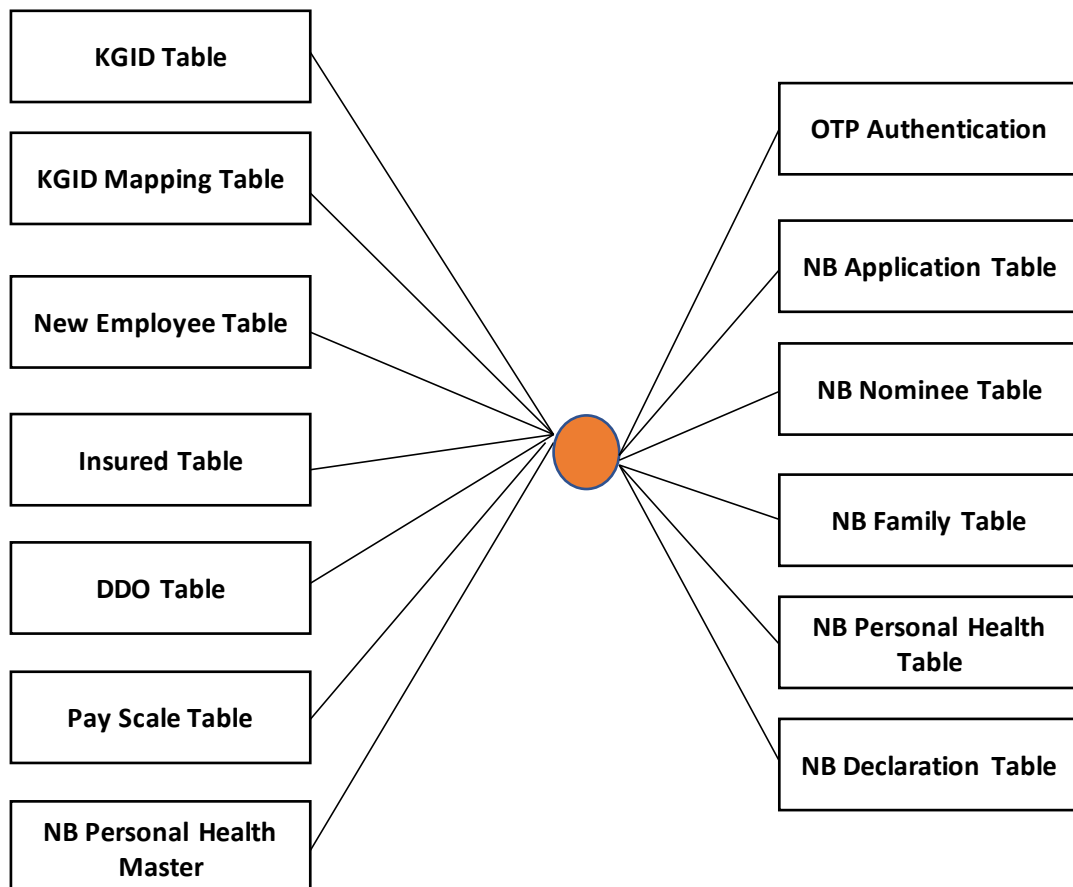 KGID Table
KGID Mapping Table
New Employee Table
Insured Table
DDO Table
Pay Scale Table
NB Personal Health
Master
OTP Authentication
NB Application Table
NB Nominee Table
NB Family Table
NB Personal Health
Table
NB Declaration Table